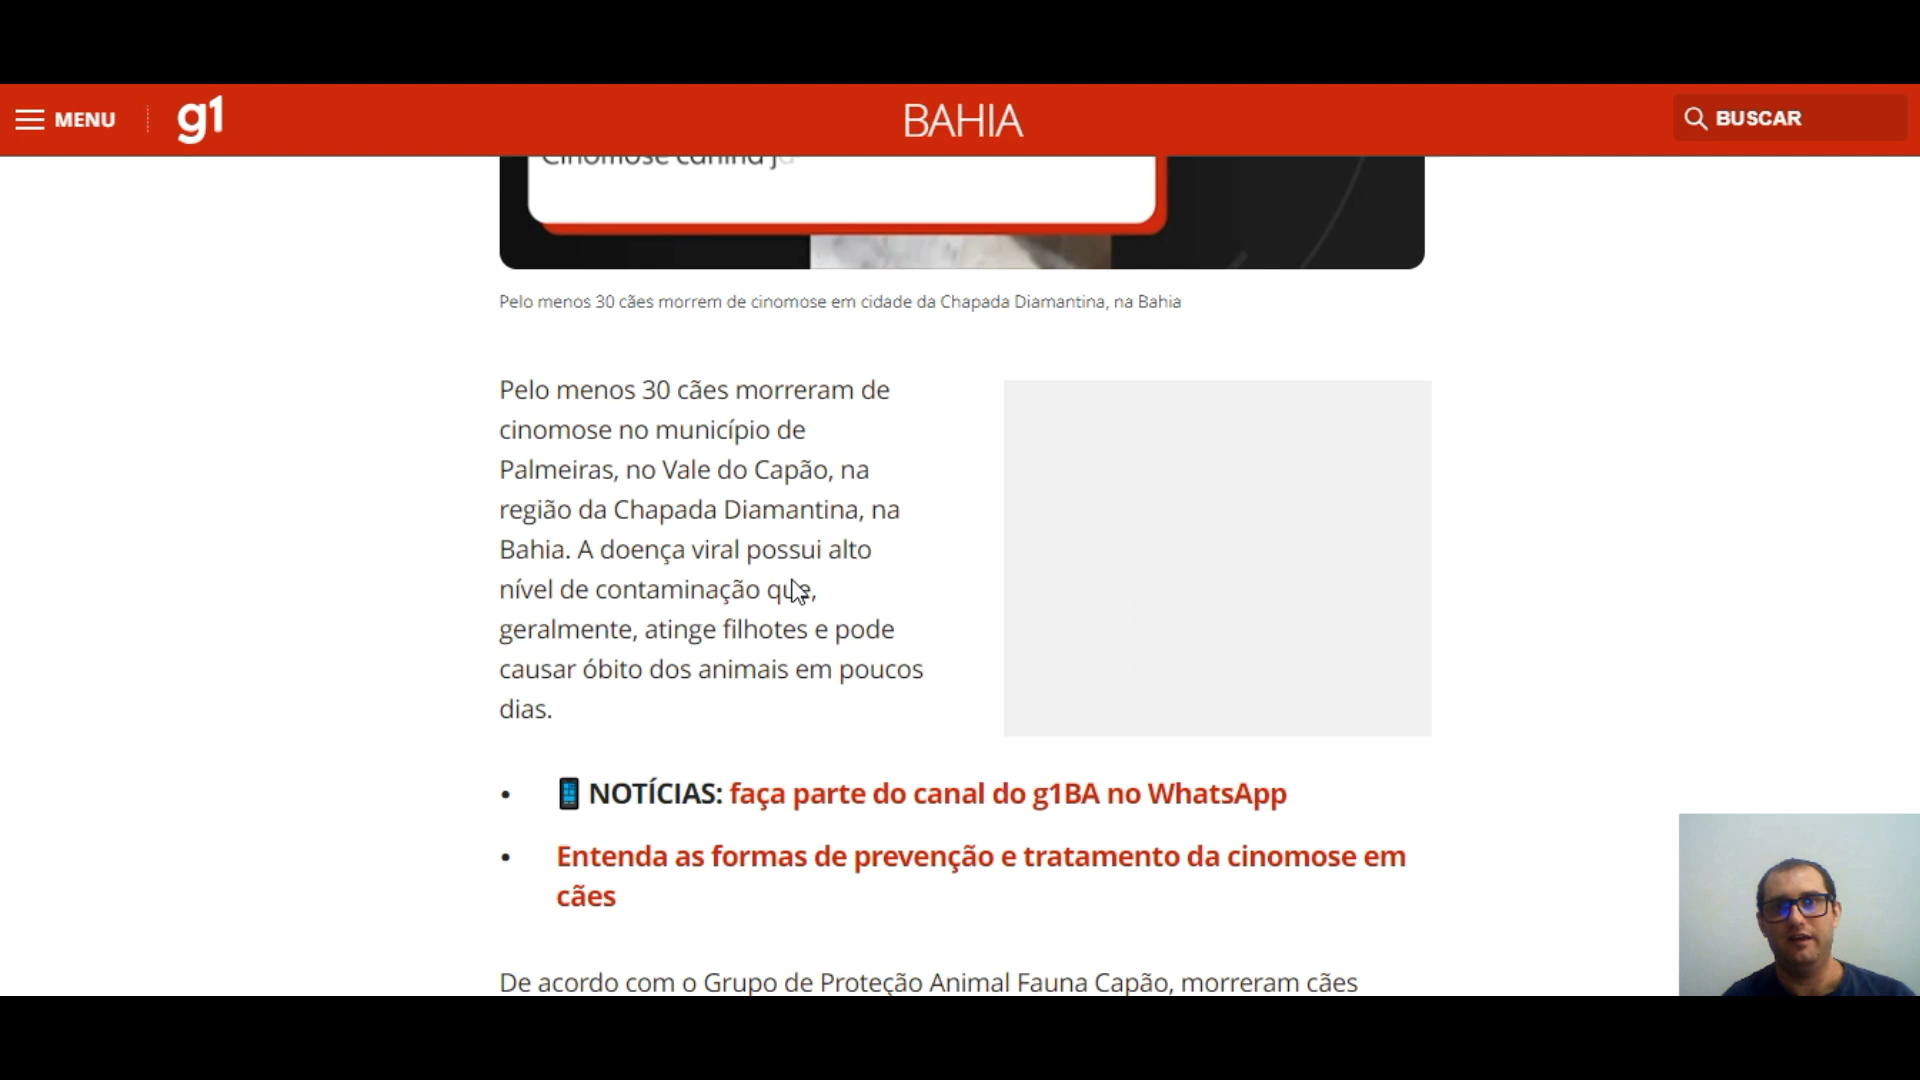 MENU
g1
BAHIA
BUSCAR
Cinomose canina já
Pelo menos 30 cães morrem de cinomose em cidade da Chapada Diamantina, na Bahia
Pelo menos 30 cães morreram de
cinomose no município de
Palmeiras, no Vale do Capão, na
região da Chapada Diamantina, na
Bahia. A doença viral possui alto
nível de contaminação que,
geralmente, atinge filhotes e pode
causar óbito dos animais em poucos
dias.
• 📱 NOTÍCIAS: faça parte do canal do g1BA no WhatsApp
• Entenda as formas de prevenção e tratamento da cinomose em
cães
De acordo com o Grupo de Proteção Animal Fauna Capão, morreram cães